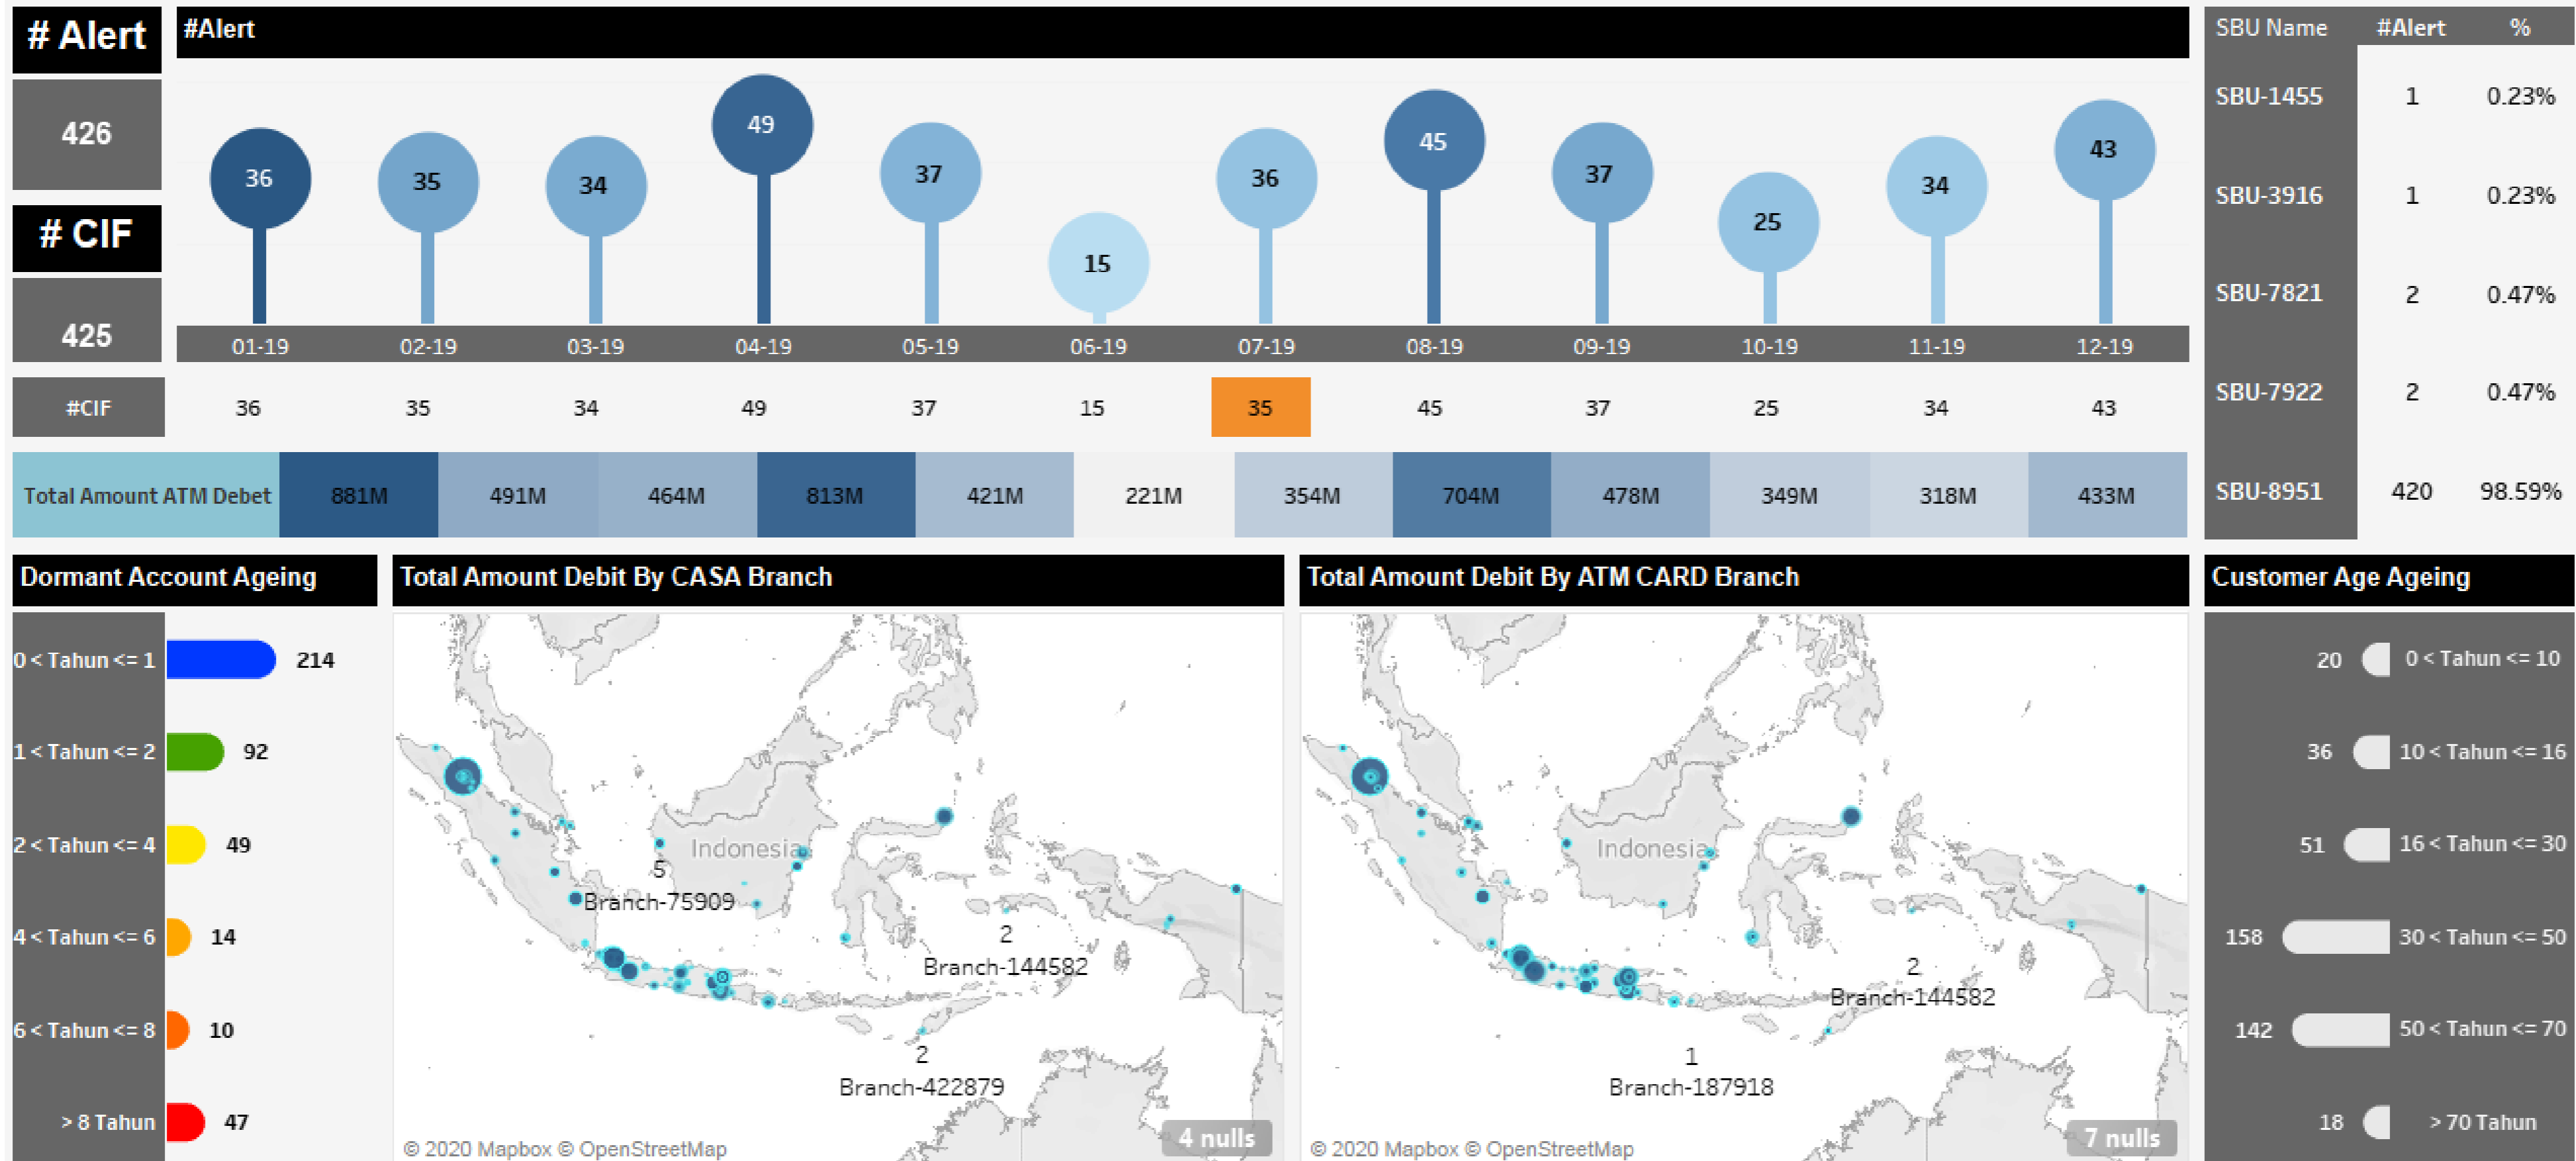 # Alert
426
# CIF
425
#Alert
36 35 34 49 37 15 36 45 37 25 34 43
01-19 02-19 03-19 04-19 05-19 06-19 07-19 08-19 09-19 10-19 11-19 12-19
#CIF 36 35 34 49 37 15 35 45 37 25 34 43
Total Amount ATM Debet 881M 491M 464M 813M 421M 221M 354M 704M 478M 349M 318M 433M
SBU Name #Alert %
SBU-1455 1 0.23%
SBU-3916 1 0.23%
SBU-7821 2 0.47%
SBU-7922 2 0.47%
SBU-8951 420 98.59%
Dormant Account Ageing
0 < Tahun <= 1 214
1 < Tahun <= 2 92
2 < Tahun <= 4 49
4 < Tahun <= 6 14
6 < Tahun <= 8 10
> 8 Tahun 47
Total Amount Debit By CASA Branch
Indonesia
5
Branch-75909
2
Branch-144582
2
Branch-422879
4 nulls
© 2020 Mapbox © OpenStreetMap
Total Amount Debit By ATM CARD Branch
Indonesia
2
Branch-144582
1
Branch-187918
7 nulls
© 2020 Mapbox © OpenStreetMap
Customer Age Ageing
20 0 < Tahun <= 10
36 10 < Tahun <= 16
51 16 < Tahun <= 30
158 30 < Tahun <= 50
142 50 < Tahun <= 70
18 > 70 Tahun